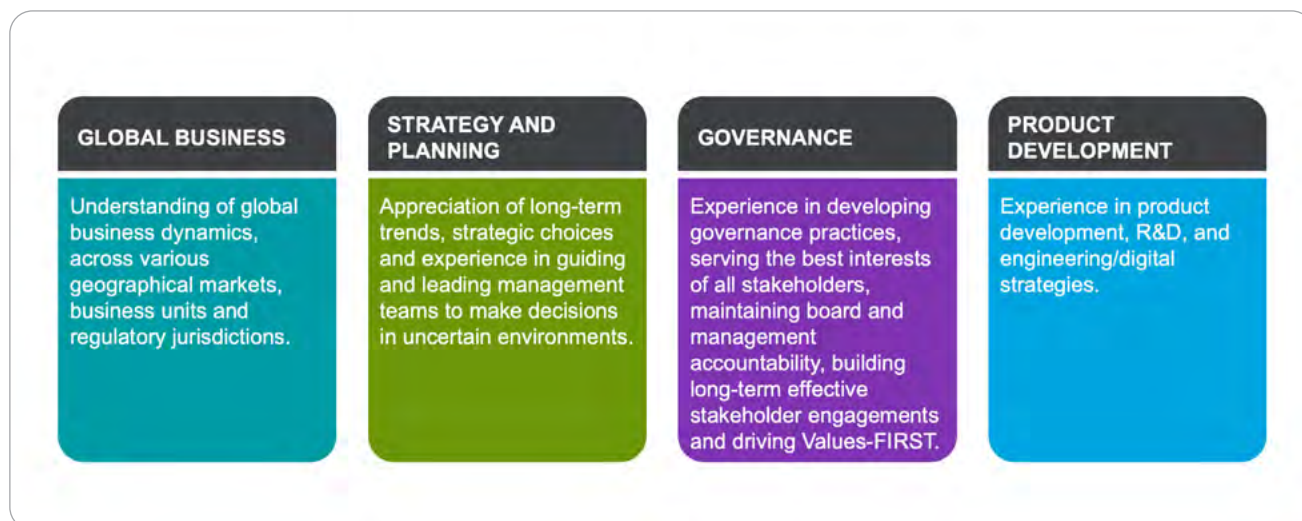 GLOBAL BUSINESS
Understanding of global
business dynamics,
across various
geographical markets,
business units and
regulatory jurisdictions.
STRATEGY AND
PLANNING
Appreciation of long-term
trends, strategic choices
and experience in guiding
and leading management
teams to make decisions
in uncertain environments.
GOVERNANCE
Experience in developing
governance practices,
serving the best interests
of all stakeholders,
maintaining board and
management
accountability, building
long-term effective
stakeholder engagements
and driving Values-FIRST.
PRODUCT
DEVELOPMENT
Experience in product
development, R&D, and
engineering/digital
strategies.